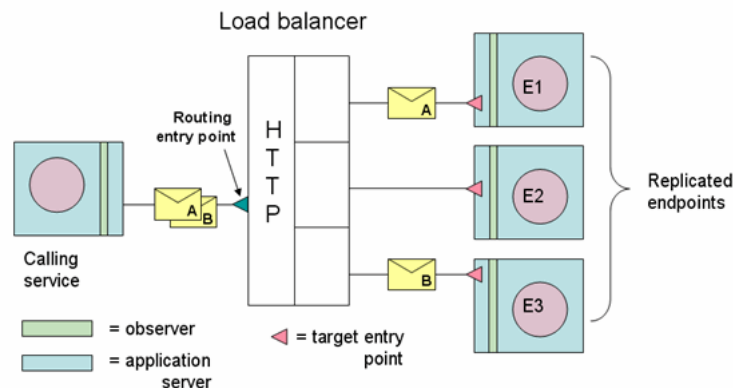 Load balancer
Routing
entry point
H
T
T
P
A
B
A
B
E1
E2
E3
Replicated
endpoints
Calling
service
= observer
= application
server
= target entry
point